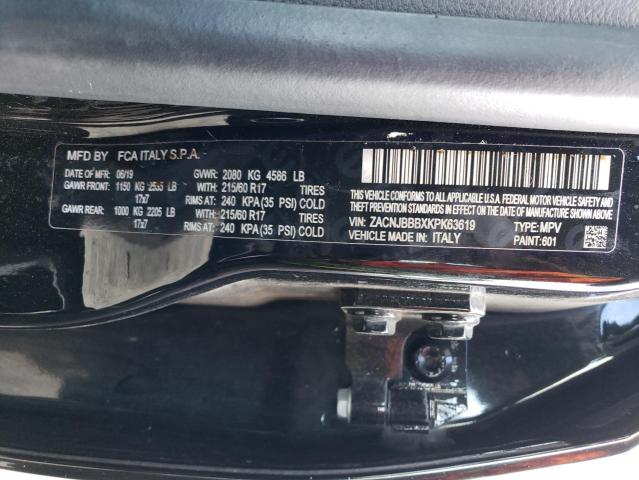 MFD BY FCA ITALY S.P.A.
DATE OF MFR 06/19 GVWR: 2080 KG 4586 LB
GAWR FRONT: 1150 KG 2535 LB WITH: 215/60 R17 TIRES
17x7 RIMS AT: 240 KPA(35 PSI) COLD
GAWR REAR: 1000 KG 2205 LB WITH: 215/60 R17 TIRES
17x7 RIMS AT: 240 KPA(35 PSI) COLD
THIS VEHICLE CONFORMS TO ALL APPLICABLE U.S.A. FEDERAL MOTOR
VEHICLE SAFETY, BUMPER, AND THEFT PREVENTION STANDARDS IN
EFFECT ON THE DATE OF MANUFACTURE SHOWN ABOVE.
VIN: ZACNJBBBXKPK63619 TYPE: MPV
VEHICLE MADE IN: ITALY PAINT: 601